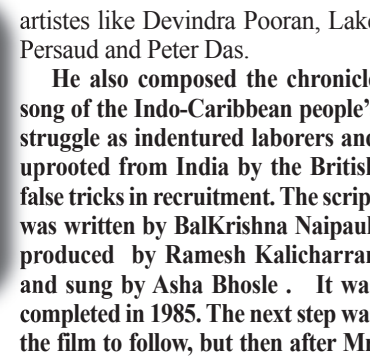 artistes like Devindra Pooran, Lake
Persaud and Peter Das.
He also composed the chronicle
song of the Indo-Caribbean people'
struggle as indentured laborers and
uprooted from India by the British
false tricks in recruitment. The scrip
was written by BalKrishna Naipaul
produced by Ramesh Kalicharran
and sung by Asha Bhosle . It wa
completed in 1985. The next step wa
the film to follow, but then after Mr